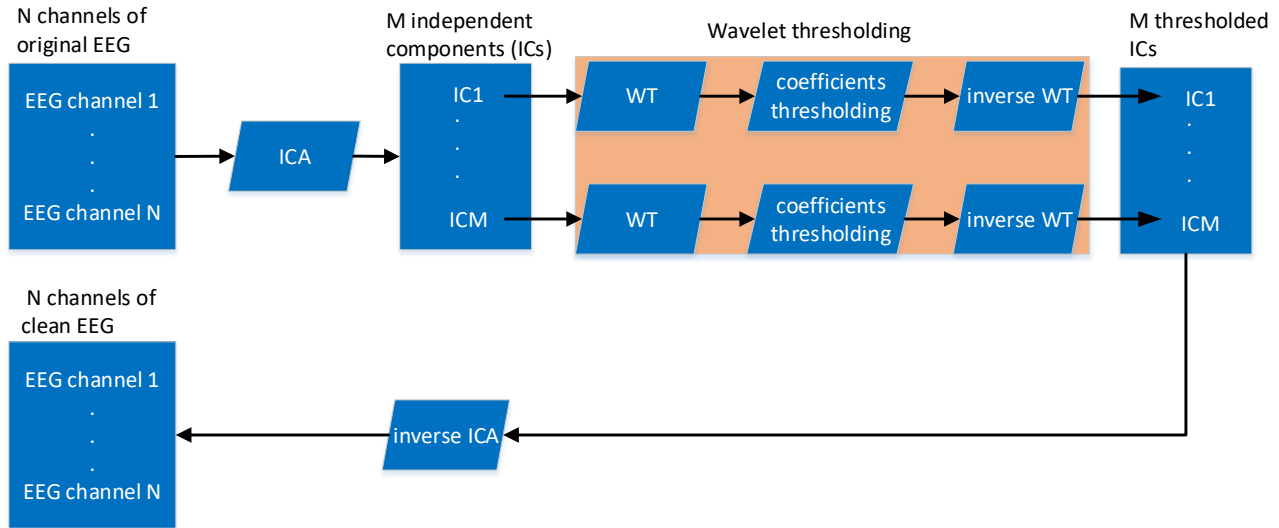 N channels of
original EEG
EEG channel 1
.
.
.
EEG channel N
ICA
M independent
components (ICs)
IC1
.
.
.
ICM
Wavelet thresholding
WT
coefficients
thresholding
inverse WT
WT
coefficients
thresholding
inverse WT
M thresholded
ICs
IC1
.
.
.
ICM
N channels of
clean EEG
EEG channel 1
.
.
.
EEG channel N
inverse ICA